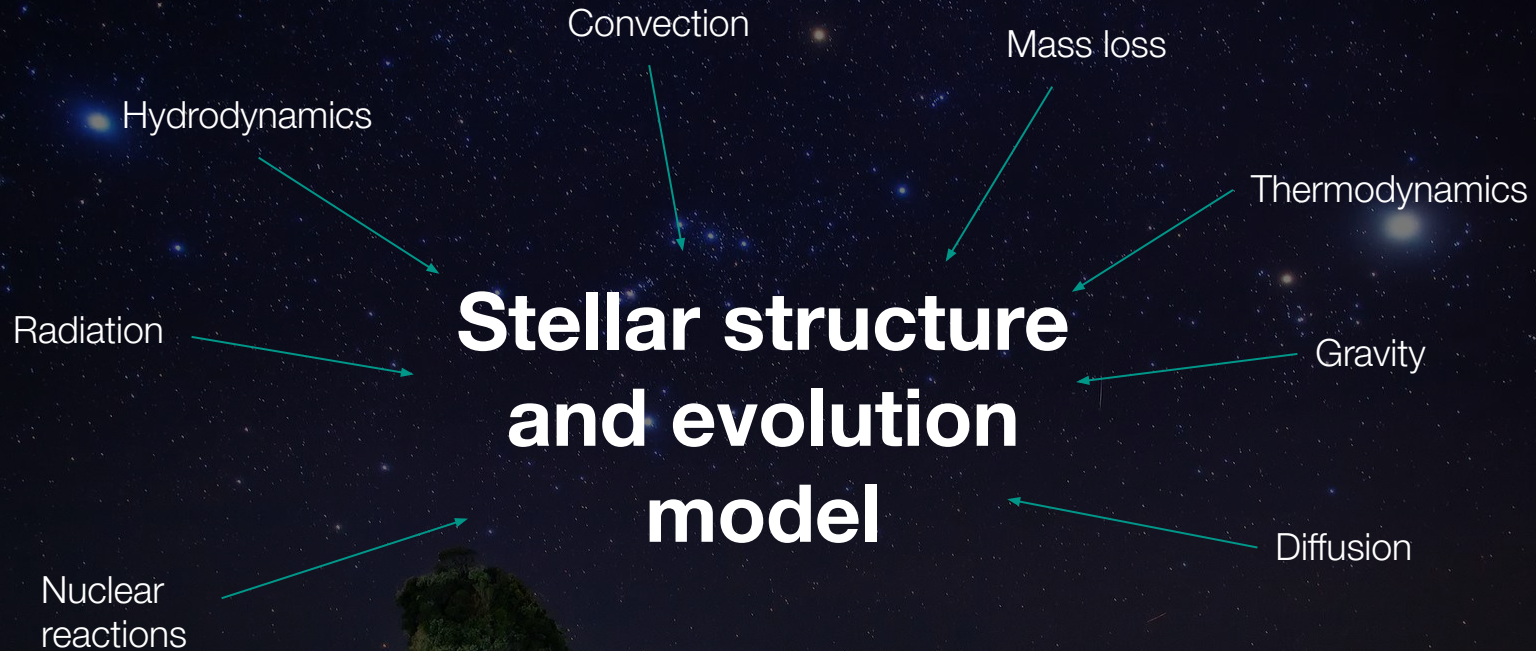 Convection
Mass loss
Hydrodynamics
Thermodynamics
Radiation
Stellar structure
and evolution
model
Gravity
Diffusion
Nuclear
reactions